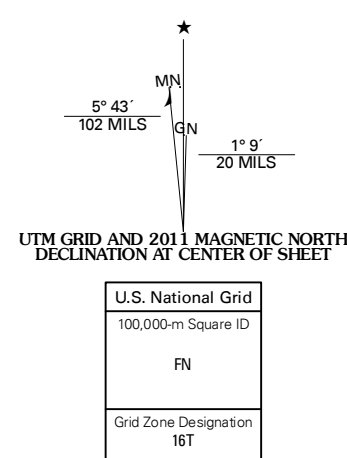 ★
MN.
5° 43´
102 MILS
GN
1° 9´
20 MILS
UTM GRID AND 2011 MAGNETIC NORTH
DECLINATION AT CENTER OF SHEET
U.S. National Grid
100,000-m Square ID
FN
Grid Zone Designation
16T